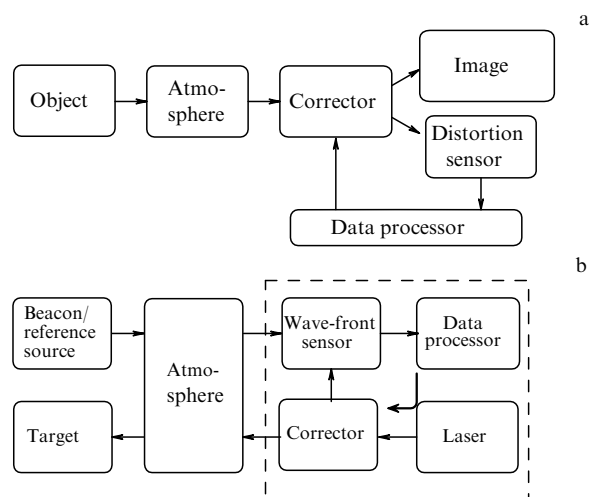 a
Object
Atmo-
sphere
Corrector
Image
Distortion
sensor
Data processor
b
Beacon/
reference
source
Atmo-
sphere
Wave-front
sensor
Data
processor
Target
Corrector
Laser